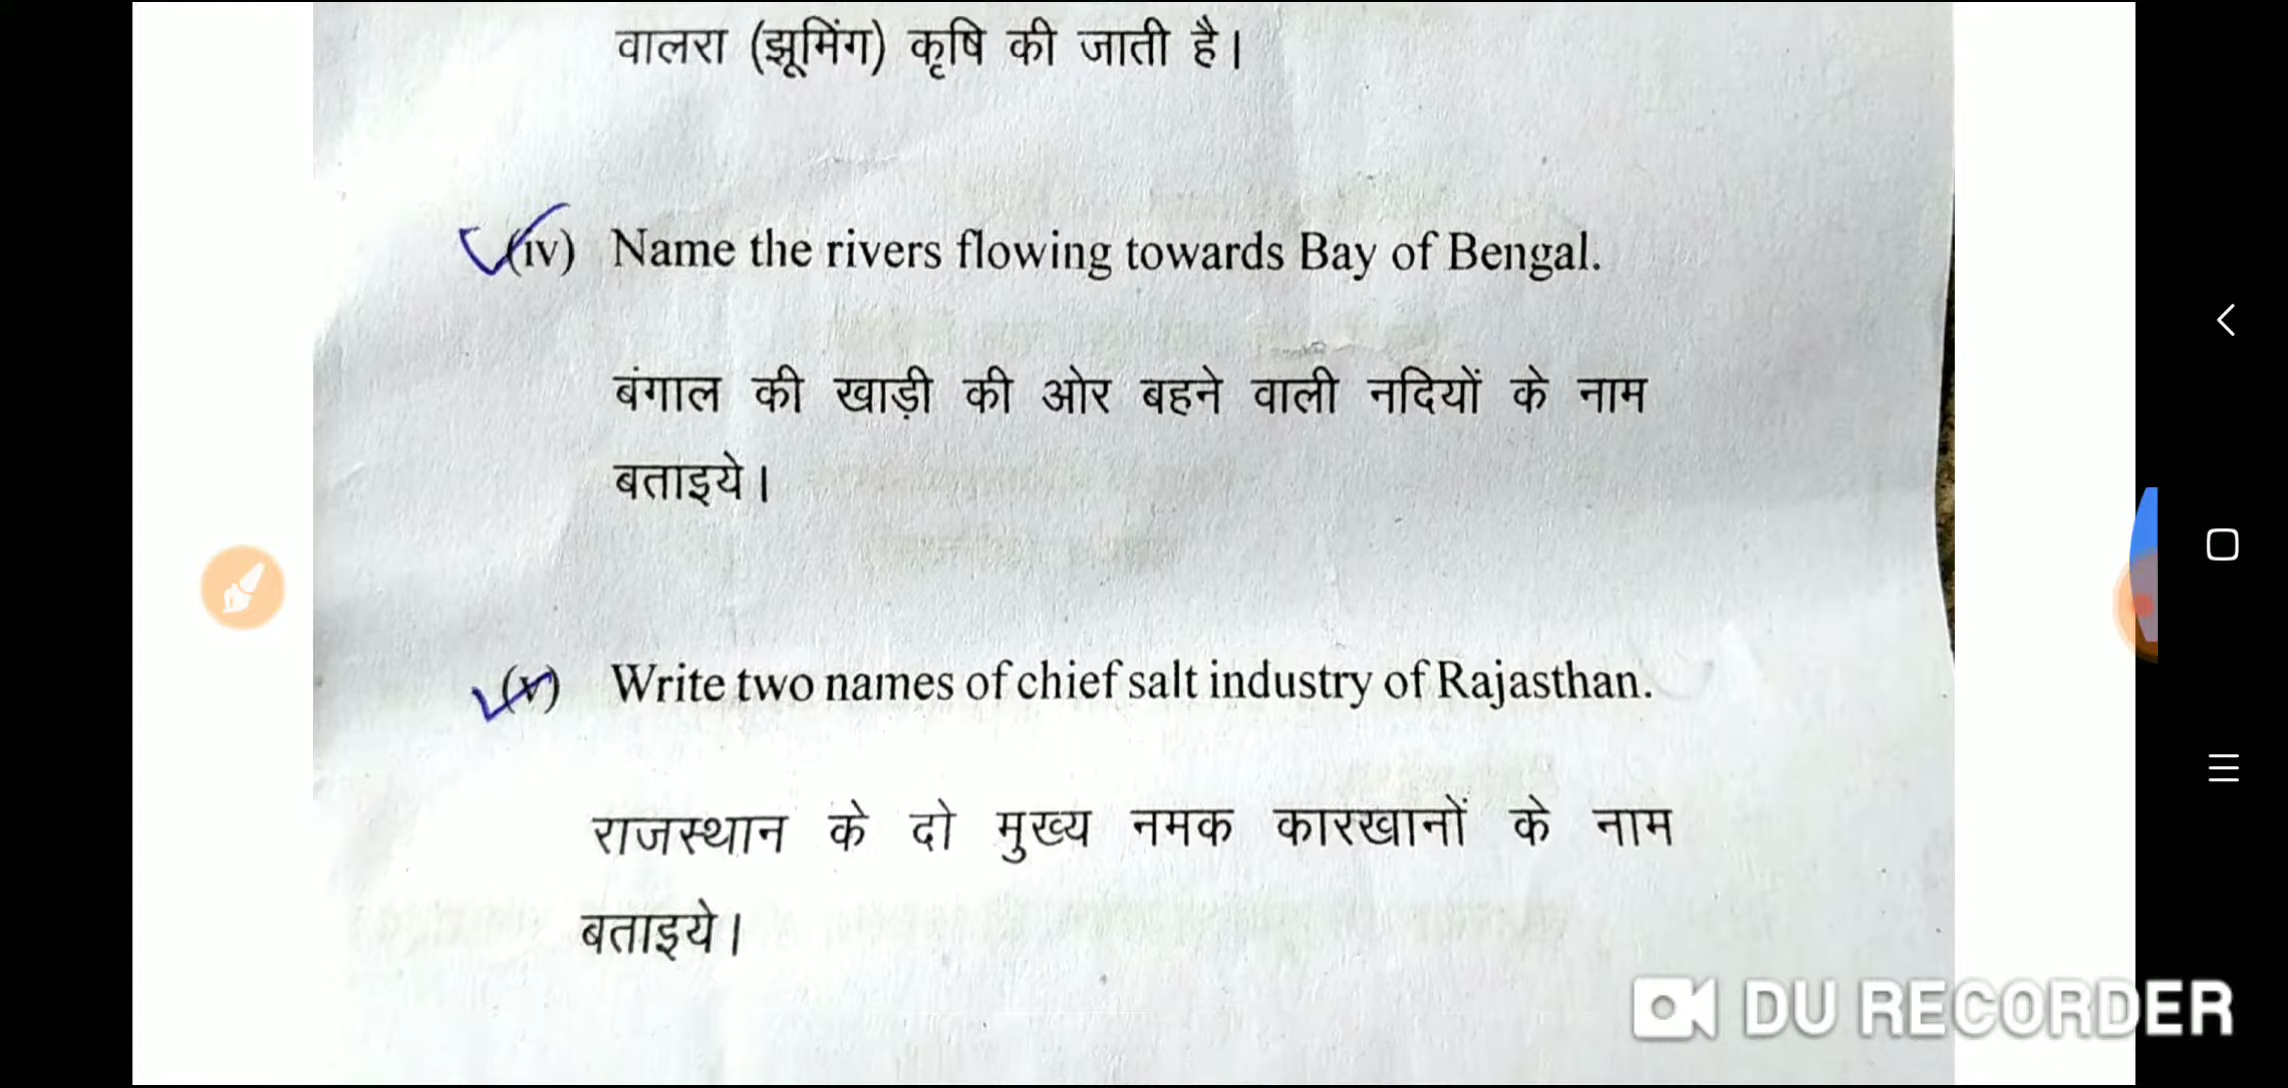 वालरा (झूमिंग) कृषि की जाती है।
(iv) Name the rivers flowing towards Bay of Bengal.
बंगाल की खाड़ी की ओर बहने वाली नदियों के नाम
बताइये।
(v) Write two names of chief salt industry of Rajasthan.
राजस्थान के दो मुख्य नमक कारखानों के नाम
बताइये।
DU RECORDER